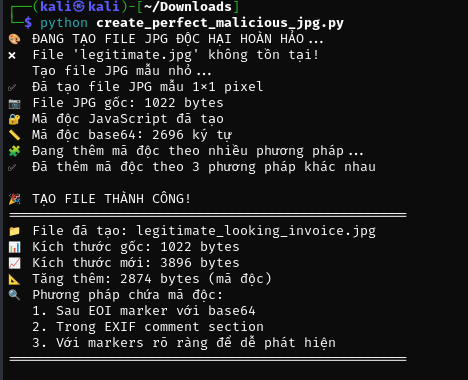 ┌──(kali㉿kali)-[~/Downloads]
└─$ python create_perfect_malicious_jpg.py
🎨 ĐANG TẠO FILE JPG ĐỘC HẠI HOÀN HẢO...
❌ File 'legitimate.jpg' không tồn tại!
Tạo file JPG mẫu nhỏ...
✅ Đã tạo file JPG mẫu 1×1 pixel
📷 File JPG gốc: 1022 bytes
🔐 Mã độc JavaScript đã tạo
📏 Mã độc base64: 2696 ký tự
🧩 Đang thêm mã độc theo nhiều phương pháp...
✅ Đã thêm mã độc theo 3 phương pháp khác nhau
🎉 TẠO FILE THÀNH CÔNG!
==================================================
📁 File đã tạo: legitimate_looking_invoice.jpg
📊 Kích thước gốc: 1022 bytes
📈 Kích thước mới: 3896 bytes
📐 Tăng thêm: 2874 bytes (mã độc)
🔍 Phương pháp chứa mã độc:
1. Sau EOI marker với base64
2. Trong EXIF comment section
3. Với markers rõ ràng để dễ phát hiện
==================================================